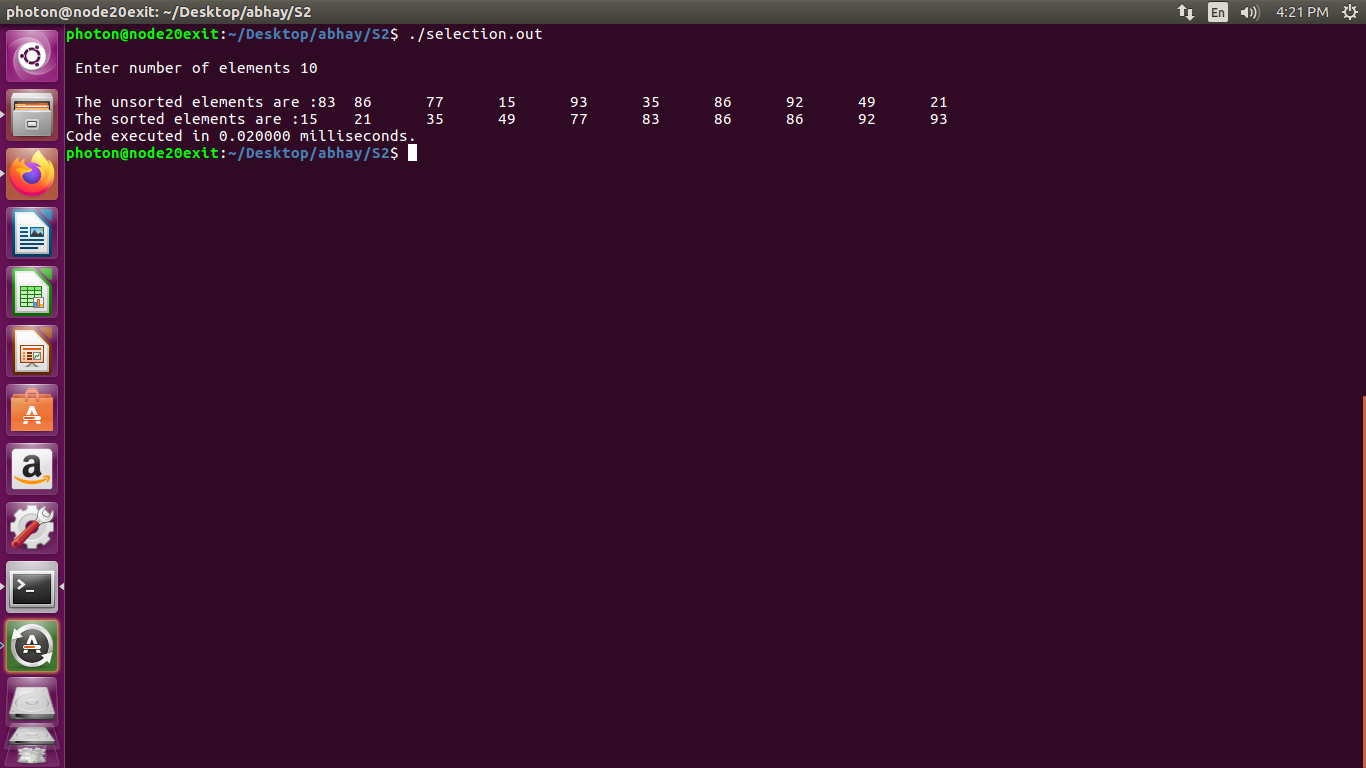 photon@node20exit: ~/Desktop/abhay/S2 En 4:21 PM
photon@node20exit:~/Desktop/abhay/S2$ ./selection.out
Enter number of elements 10
The unsorted elements are :83 86 77 15 93 35 86 92 49 21
The sorted elements are :15 21 35 49 77 83 86 86 92 93
Code executed in 0.020000 milliseconds.
photon@node20exit:~/Desktop/abhay/S2$